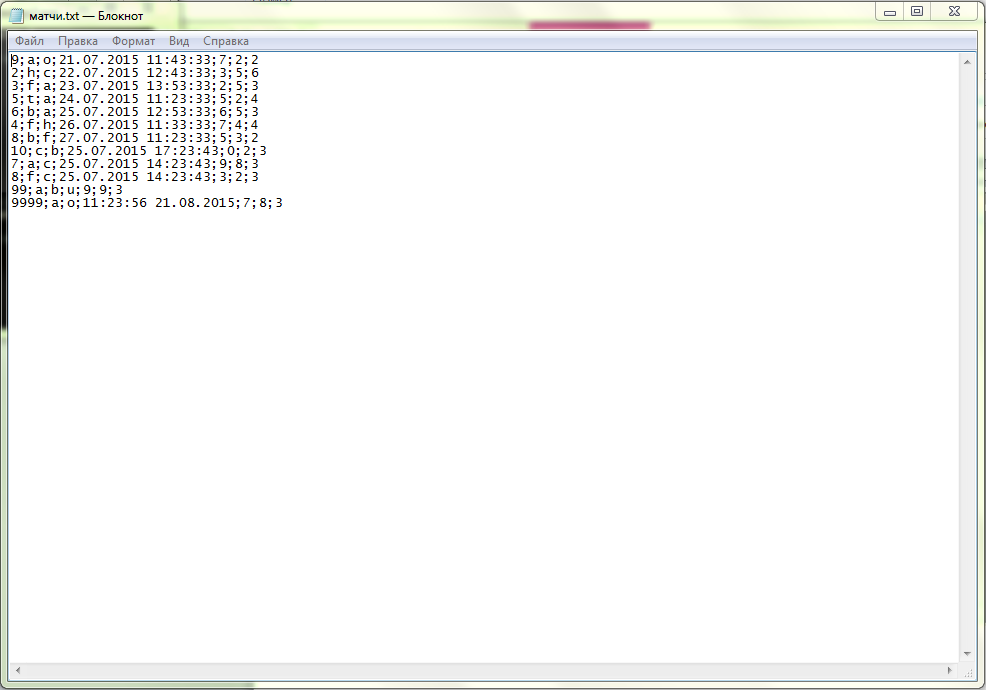 матчи.txt — Блокнот
Файл Правка Формат Вид Справка
9;a;o;21.07.2015 11:43:33;7;2;2
2;h;c;22.07.2015 12:43:33;3;5;6
3;f;a;23.07.2015 13:53:33;2;5;3
5;t;a;24.07.2015 11:23:33;5;2;4
6;b;a;25.07.2015 12:53:33;6;5;3
4;f;h;26.07.2015 11:33:33;7;4;4
8;b;f;27.07.2015 11:23:33;5;3;2
10;c;b;25.07.2015 17:23:43;0;2;3
7;a;c;25.07.2015 14:23:43;9;8;3
8;f;c;25.07.2015 14:23:43;3;2;3
99;a;b;u;9;9;3
9999;a;o;11:23:56 21.08.2015;7;8;3